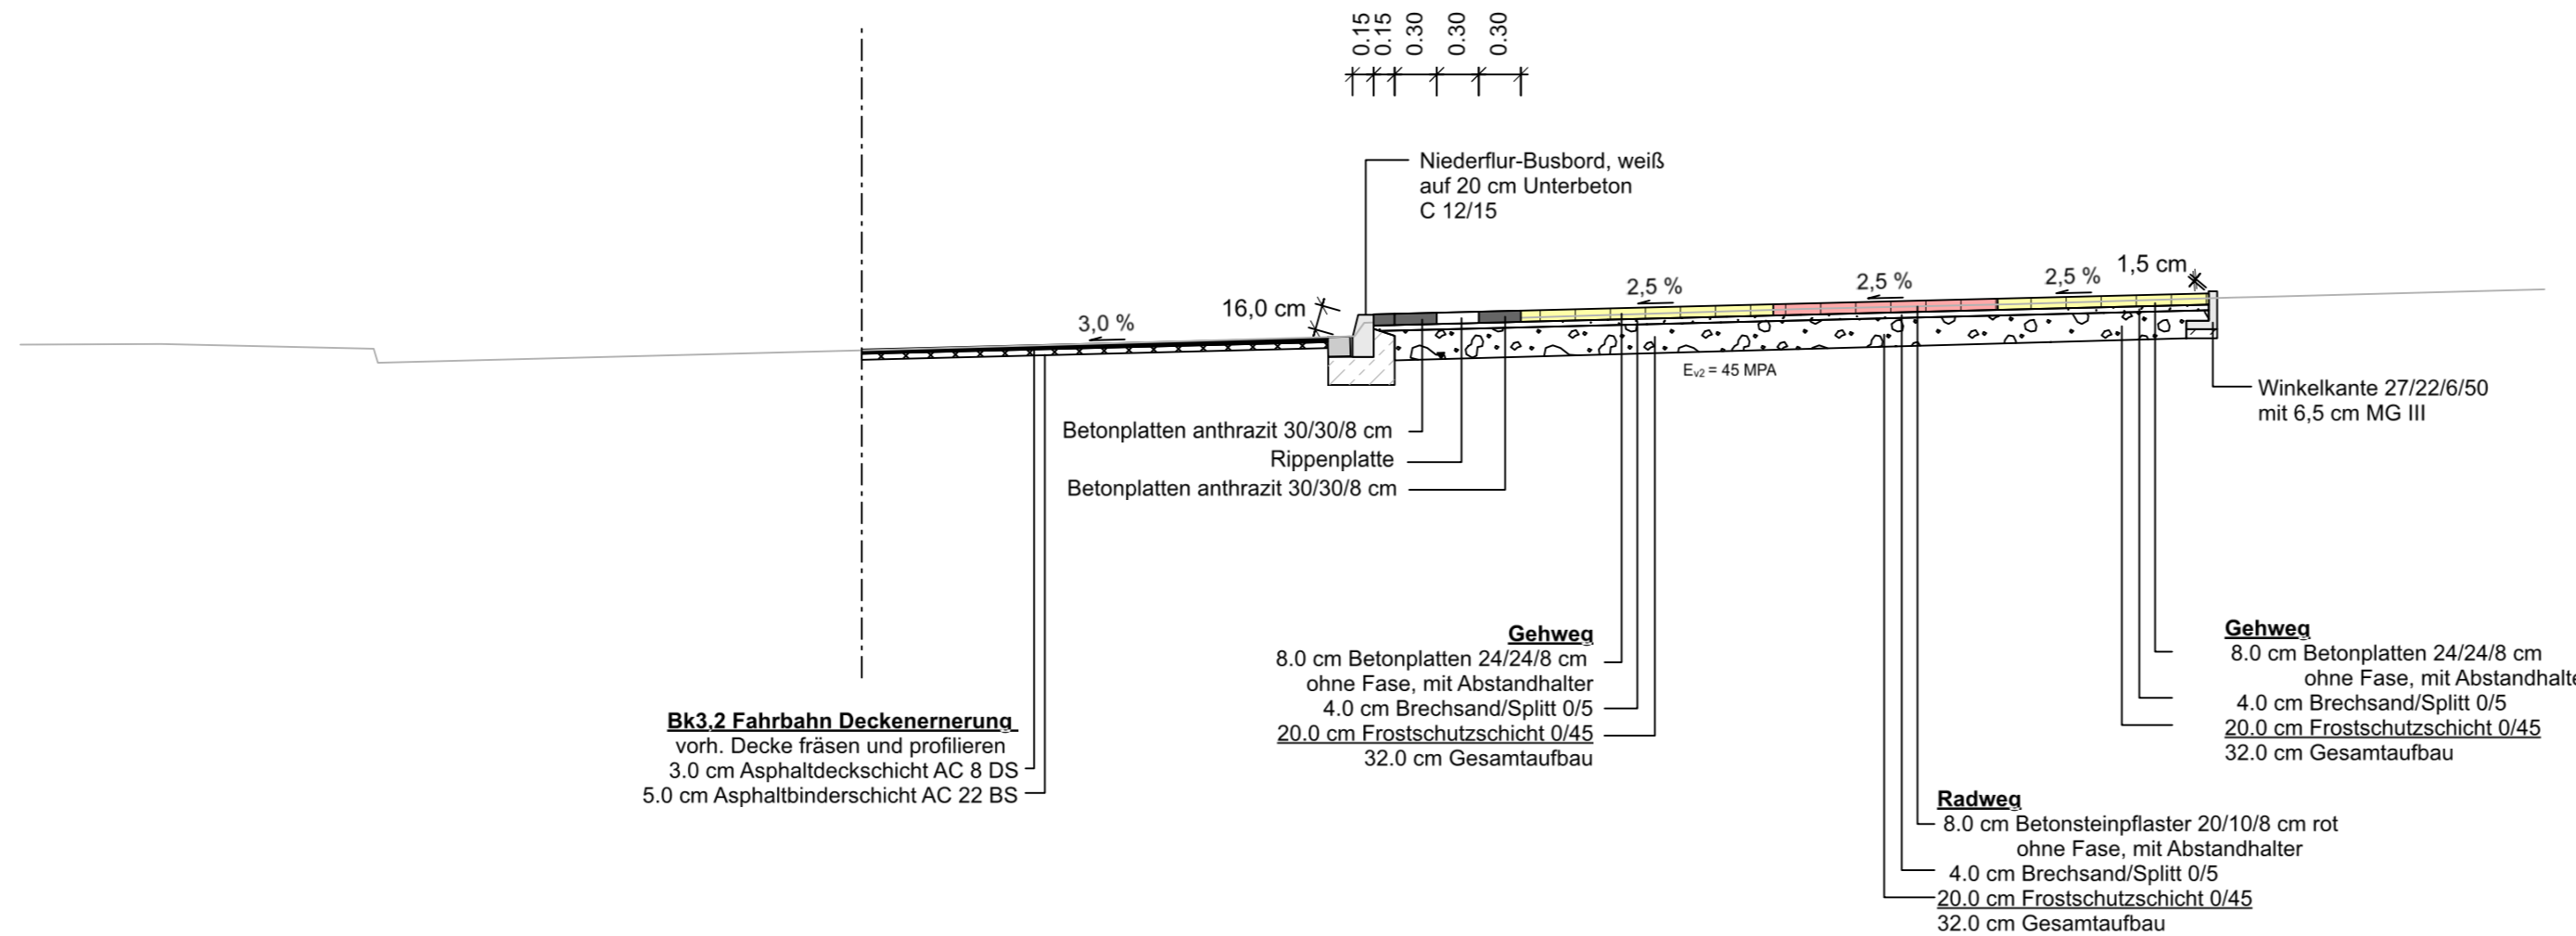 0.15
0.15
0.30
0.30
0.30
Niederflur-Busbord, weiß
auf 20 cm Unterbeton
C 12/15
3,0 %
16,0 cm
2,5 %
2,5 %
2,5 %
1,5 cm
Ev2 = 45 MPA
Winkelkante 27/22/6/50
mit 6,5 cm MG III
Betonplatten anthrazit 30/30/8 cm
Rippenplatte
Betonplatten anthrazit 30/30/8 cm
Bk3,2 Fahrbahn Deckenernerung
vorh. Decke fräsen und profilieren
3.0 cm Asphaltdeckschicht AC 8 DS
5.0 cm Asphaltbinderschicht AC 22 BS
Gehweg
8.0 cm Betonplatten 24/24/8 cm
ohne Fase, mit Abstandhalter
4.0 cm Brechsand/Splitt 0/5
20.0 cm Frostschutzschicht 0/45
32.0 cm Gesamtaufbau
Radweg
8.0 cm Betonsteinpflaster 20/10/8 cm rot
ohne Fase, mit Abstandhalter
4.0 cm Brechsand/Splitt 0/5
20.0 cm Frostschutzschicht 0/45
32.0 cm Gesamtaufbau
Gehweg
8.0 cm Betonplatten 24/24/8 cm
ohne Fase, mit Abstandhalte
4.0 cm Brechsand/Splitt 0/5
20.0 cm Frostschutzschicht 0/45
32.0 cm Gesamtaufbau